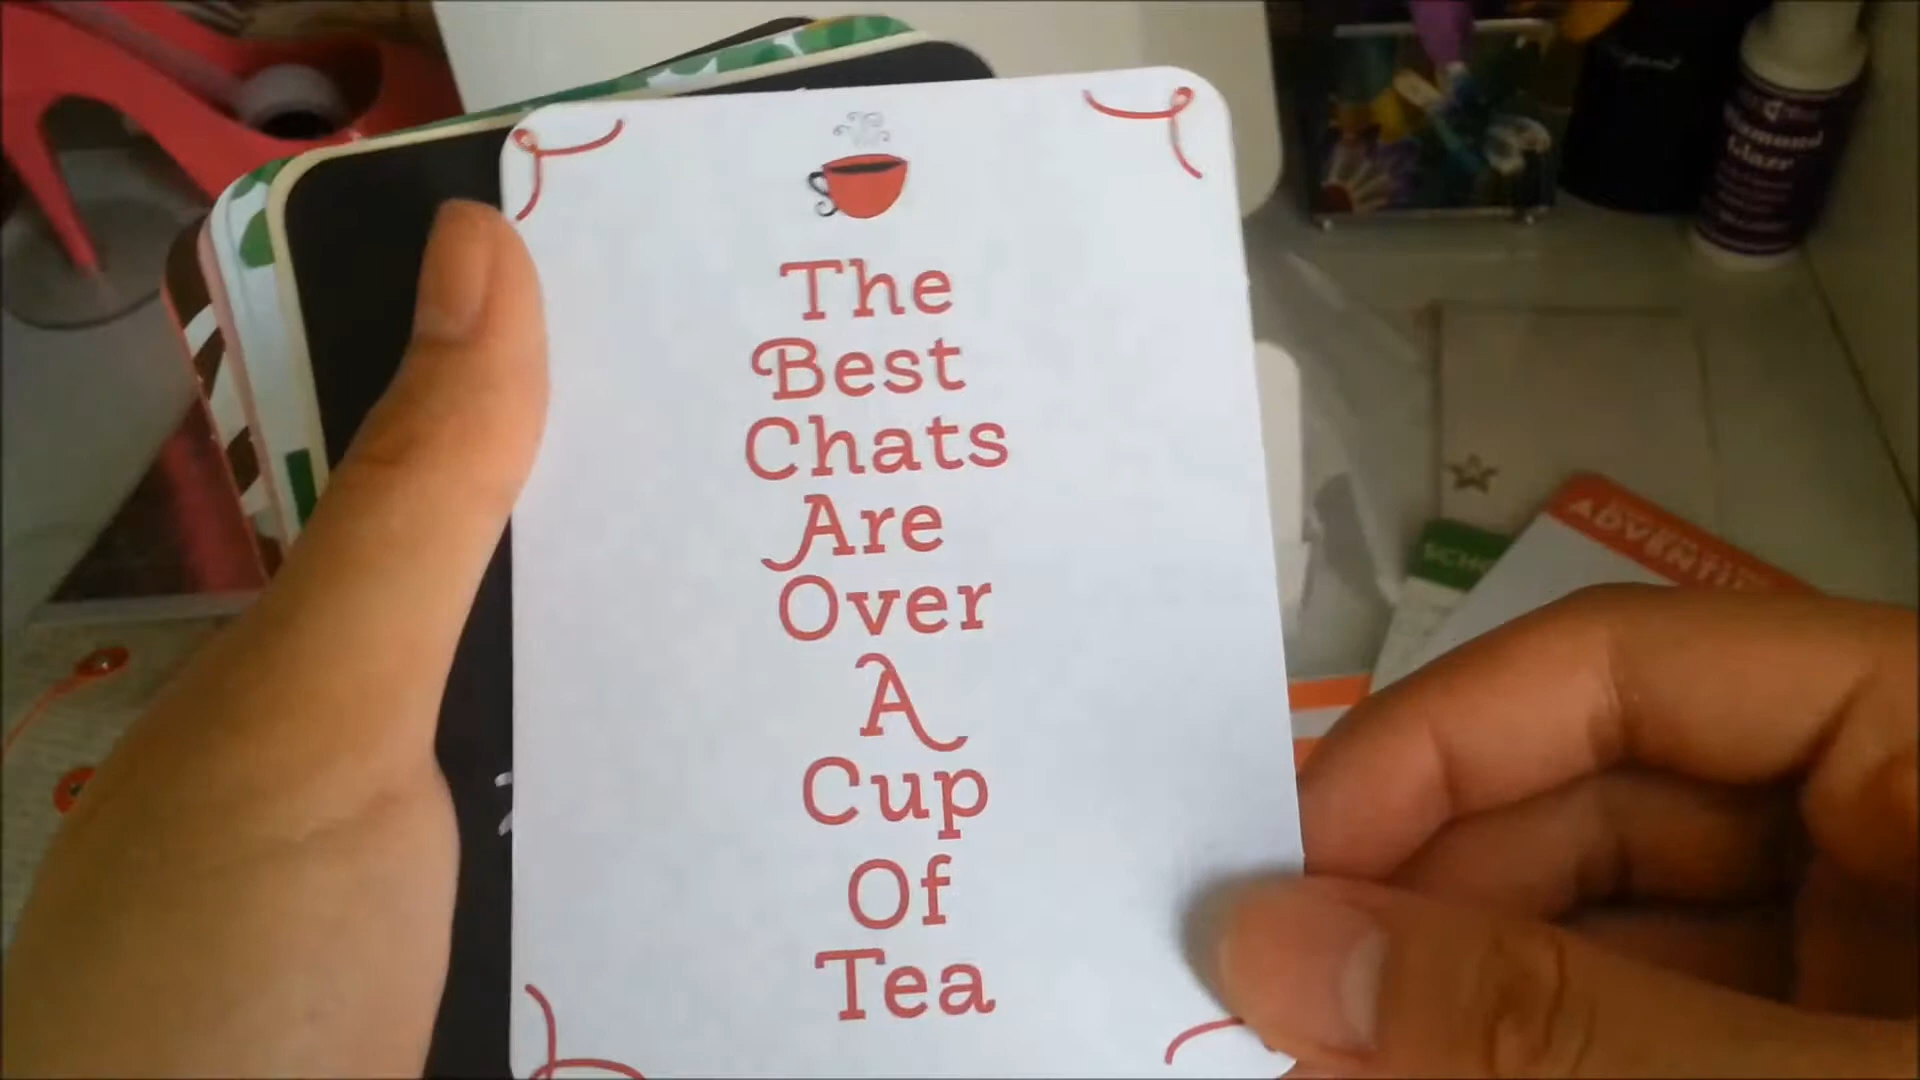 The
Best
Chats
Are
Over
A
Cup
Of
Tea